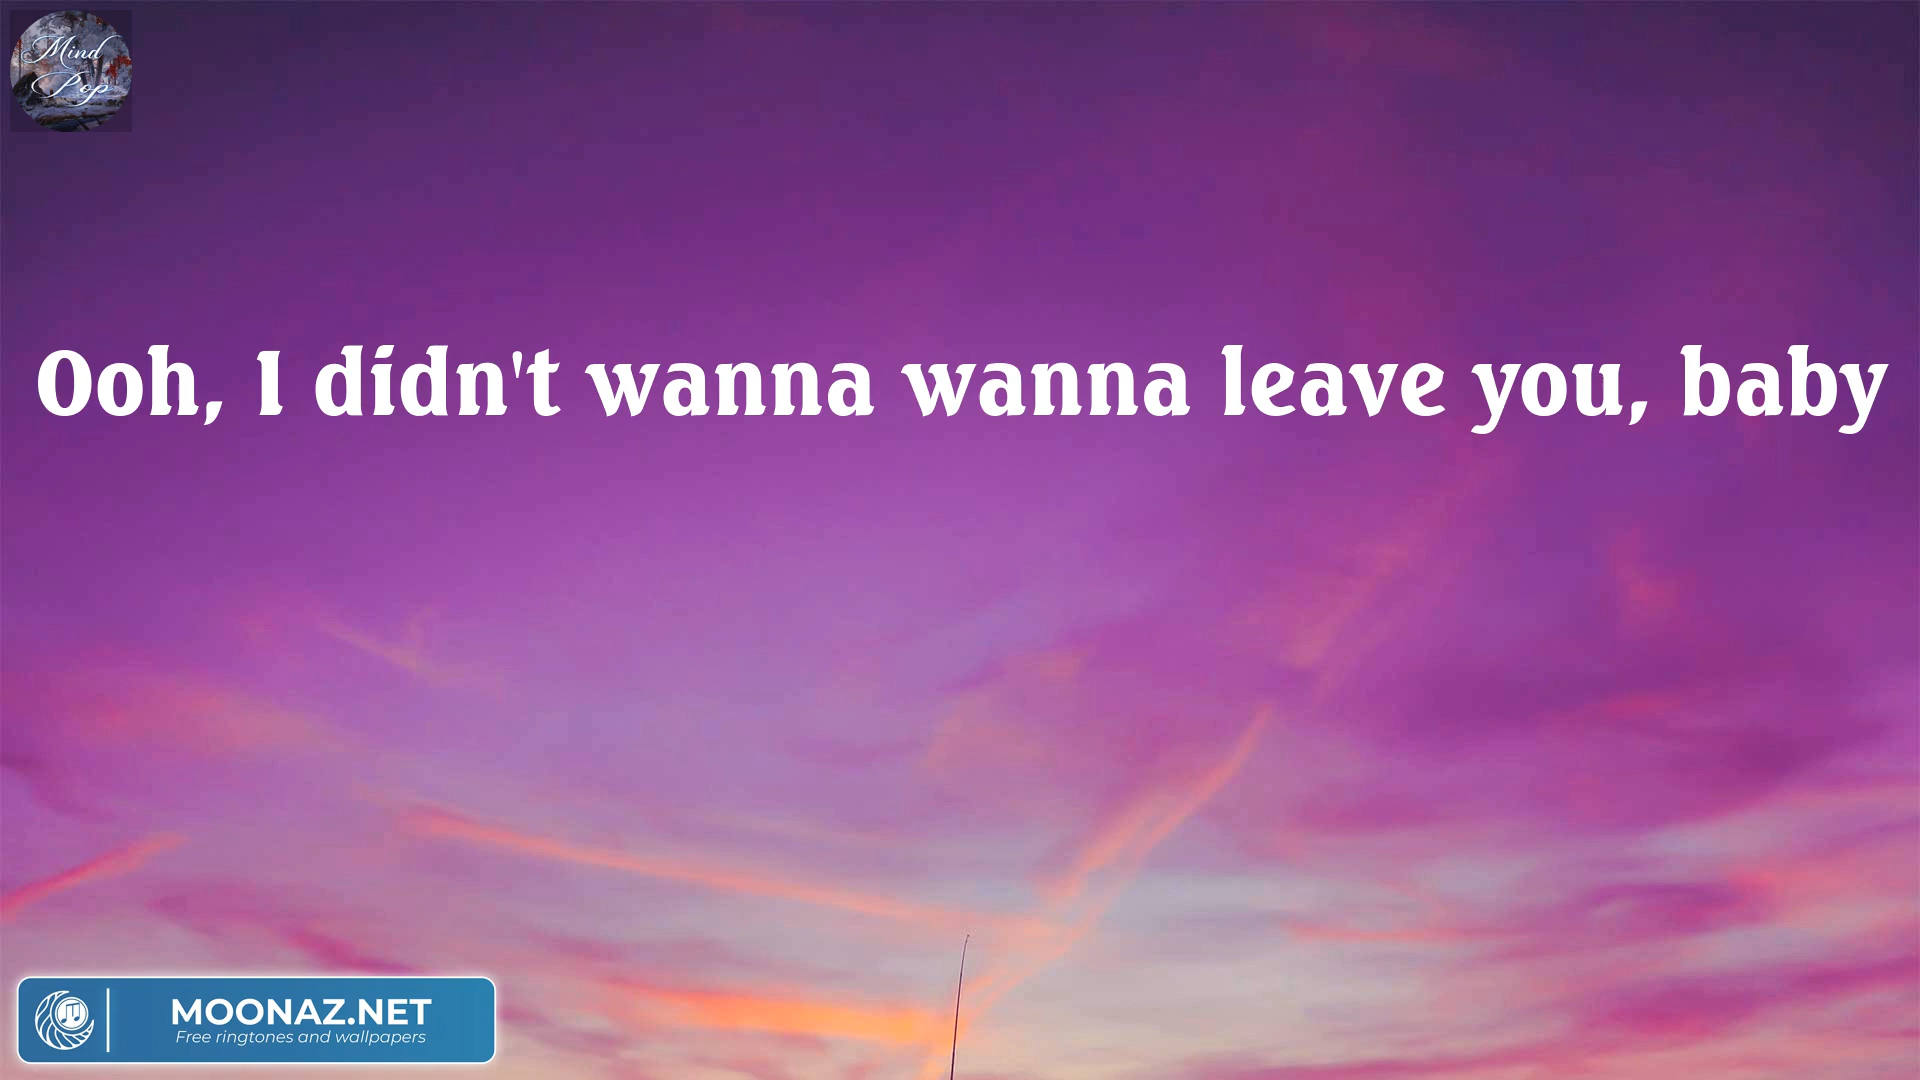 Mind
Pop
Ooh, I didn't wanna wanna leave you, baby
MOONAZ.NET
Free ringtones and wallpapers